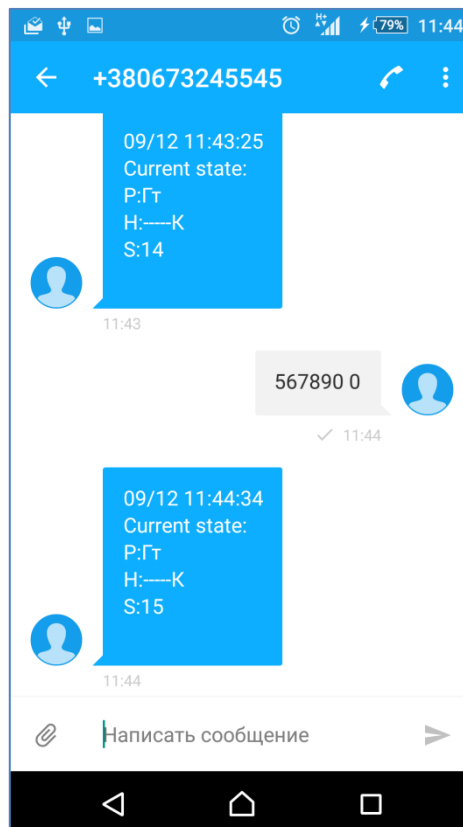 H+
79%
11:44
+380673245545
09/12 11:43:25
Current state:
Р:Гт
Н:-----К
S:14
11:43
567890 0
11:44
09/12 11:44:34
Current state:
Р:Гт
Н:-----К
S:15
11:44
Написать сообщение